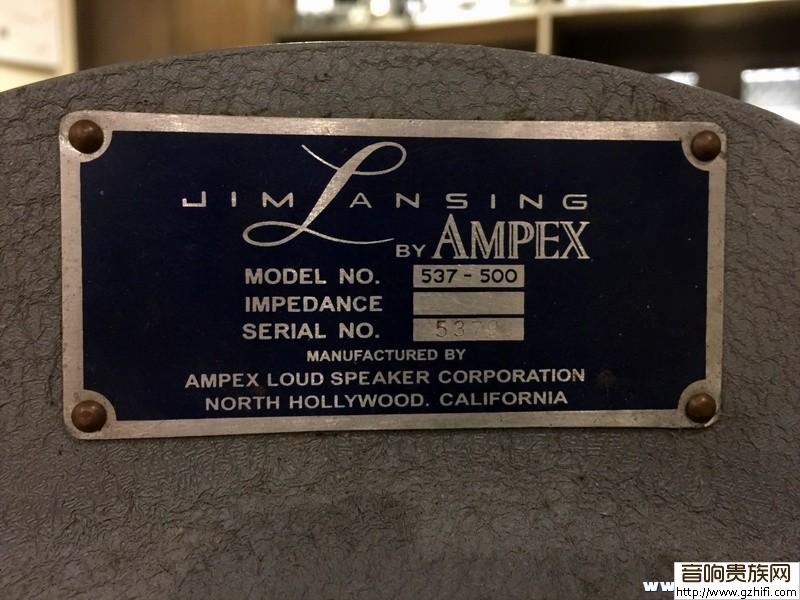 JIM LANSING
BY AMPEX
MODEL NO. 537-500
IMPEDANCE
SERIAL NO.
MANUFACTURED BY
AMPEX LOUD SPEAKER CORPORATION
NORTH HOLLYWOOD. CALIFORNIA
音响贵族网
http://www.gzhifi.com